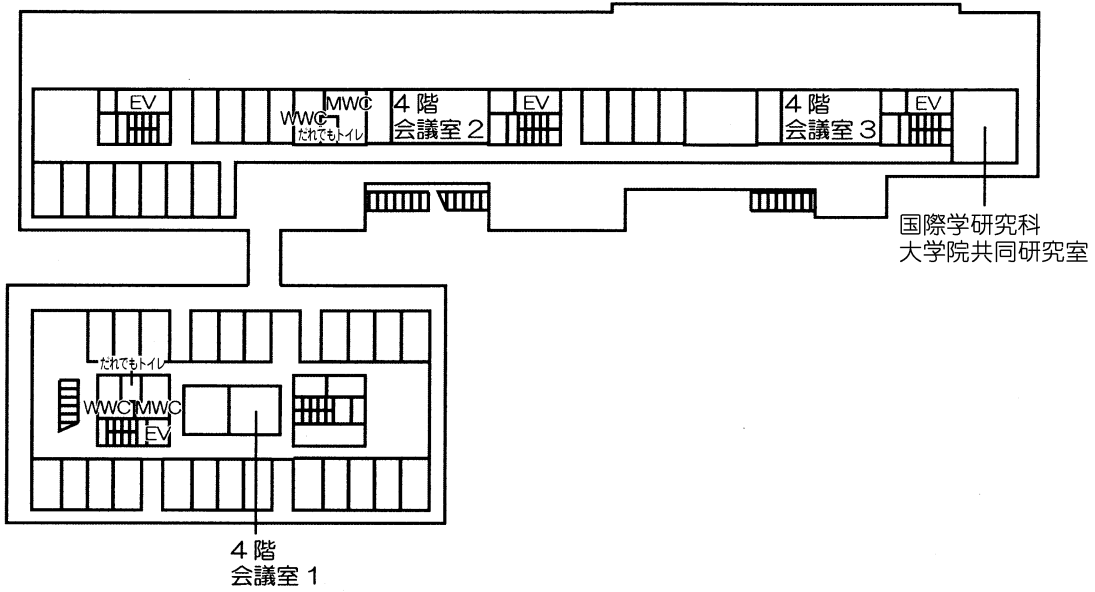 EV
WWC
MWC
だれでもトイレ
4階
会議室2
EV
4階
会議室3
EV
国際学研究科
大学院共同研究室
だれでもトイレ
WWC
MWC
EV
4階
会議室1